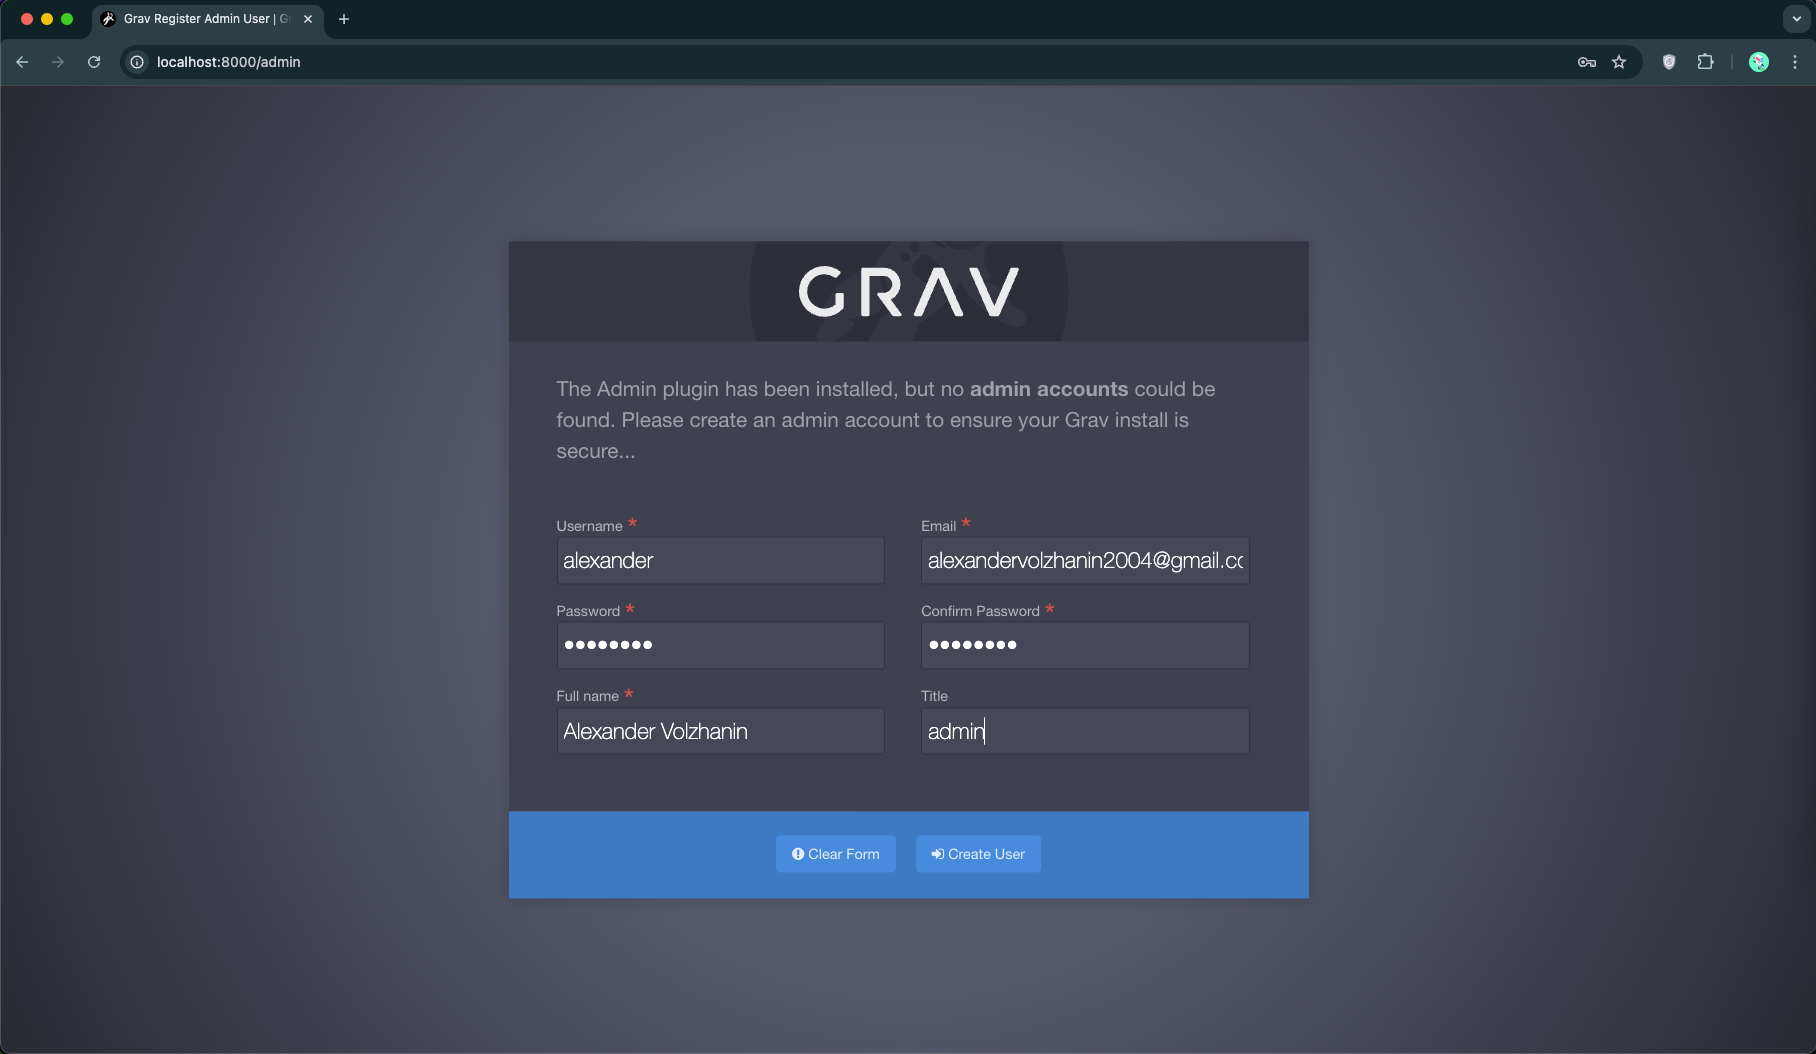 Grav Register Admin User | G
localhost:8000/admin
GRAV
The Admin plugin has been installed, but no admin accounts could be
found. Please create an admin account to ensure your Grav install is
secure...
Username *
Email *
alexander
alexandervolzhanin2004@gmail.co
Password *
Confirm Password *
••••••••
••••••••
Full name *
Title
Alexander Volzhanin
admin
Clear Form
Create User